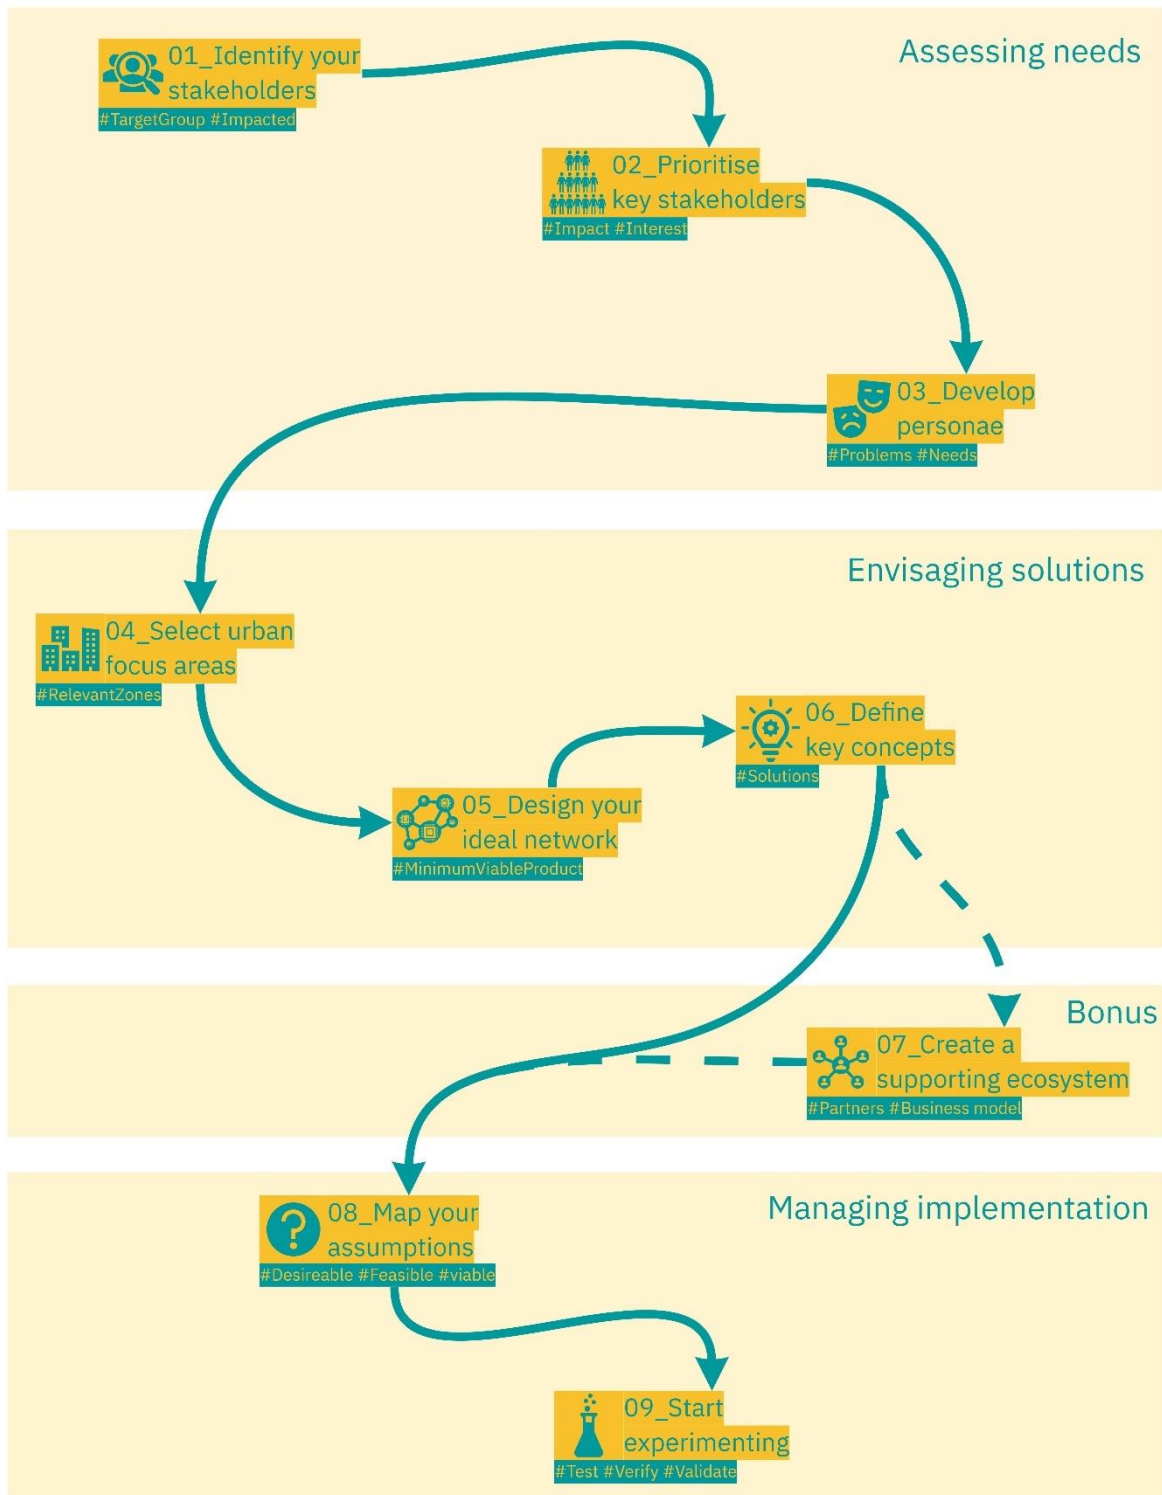 Assessing needs
01_Identify your
stakeholders
#TargetGroup #Impacted
02_Prioritise
key stakeholders
#Impact #Interest
03_Develop
personae
#Problems #Needs
Envisaging solutions
04_Select urban
focus areas
#RelevantZones
05_Design your
ideal network
#MinimumViableProduct
06_Define
key concepts
#Solutions
Bonus
07_Create a
supporting ecosystem
#Partners #Business model
Managing implementation
08_Map your
assumptions
#Desireable #Feasible #viable
09_Start
experimenting
#Test #Verify #Validate